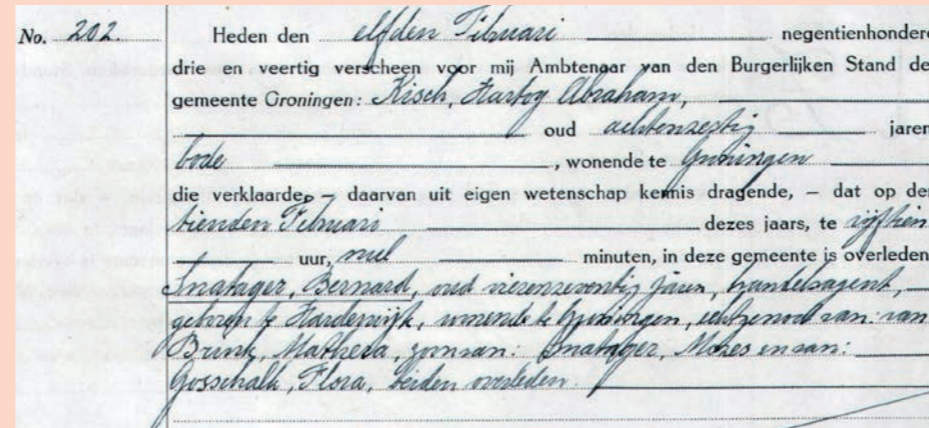 No. 202. Heden den elfden Februari negentienhonderd
drie en veertig verscheen voor mij Ambtenaar van den Burgerlijken Stand de
gemeente Groningen: Kisch, Hartog Abraham,
oud achtenzestig jaren
bode , wonende te Groningen
die verklaarde, – daarvan uit eigen wetenschap kennis dragende, – dat op de
tienden Februari dezes jaars, te vijftien
uur, nul minuten, in deze gemeente is overleden
Snatager, Bernard, oud vierenzeventig jaren, handelsagent,
geboren te Harderwijk, wonende te Groningen, echtgenoot van: van
Brink, Mathesa, zoon van: Snatager, Mozes en van:
Gosschalk, Flora, beiden overleden.